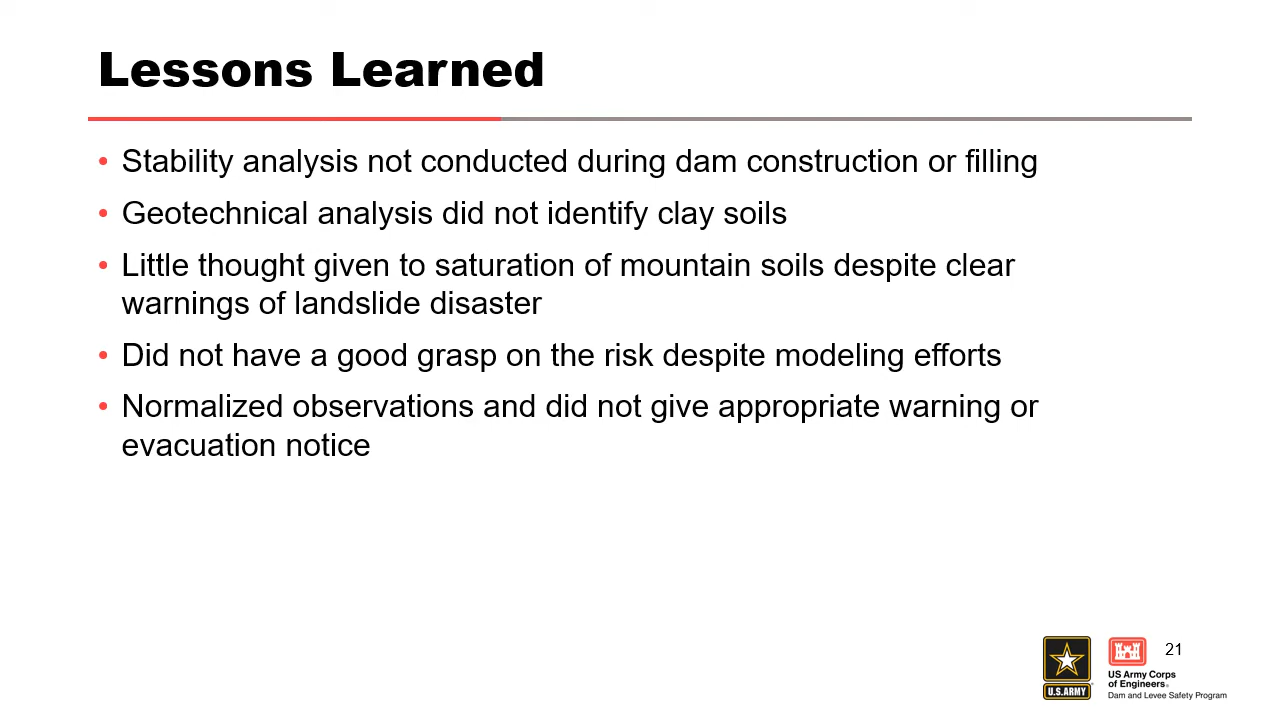 Lessons Learned
• Stability analysis not conducted during dam construction or filling
• Geotechnical analysis did not identify clay soils
• Little thought given to saturation of mountain soils despite clear
warnings of landslide disaster
• Did not have a good grasp on the risk despite modeling efforts
• Normalized observations and did not give appropriate warning or
evacuation notice
21
U.S.ARMY
US Army Corps
of Engineers®
Dam and Levee Safety Program